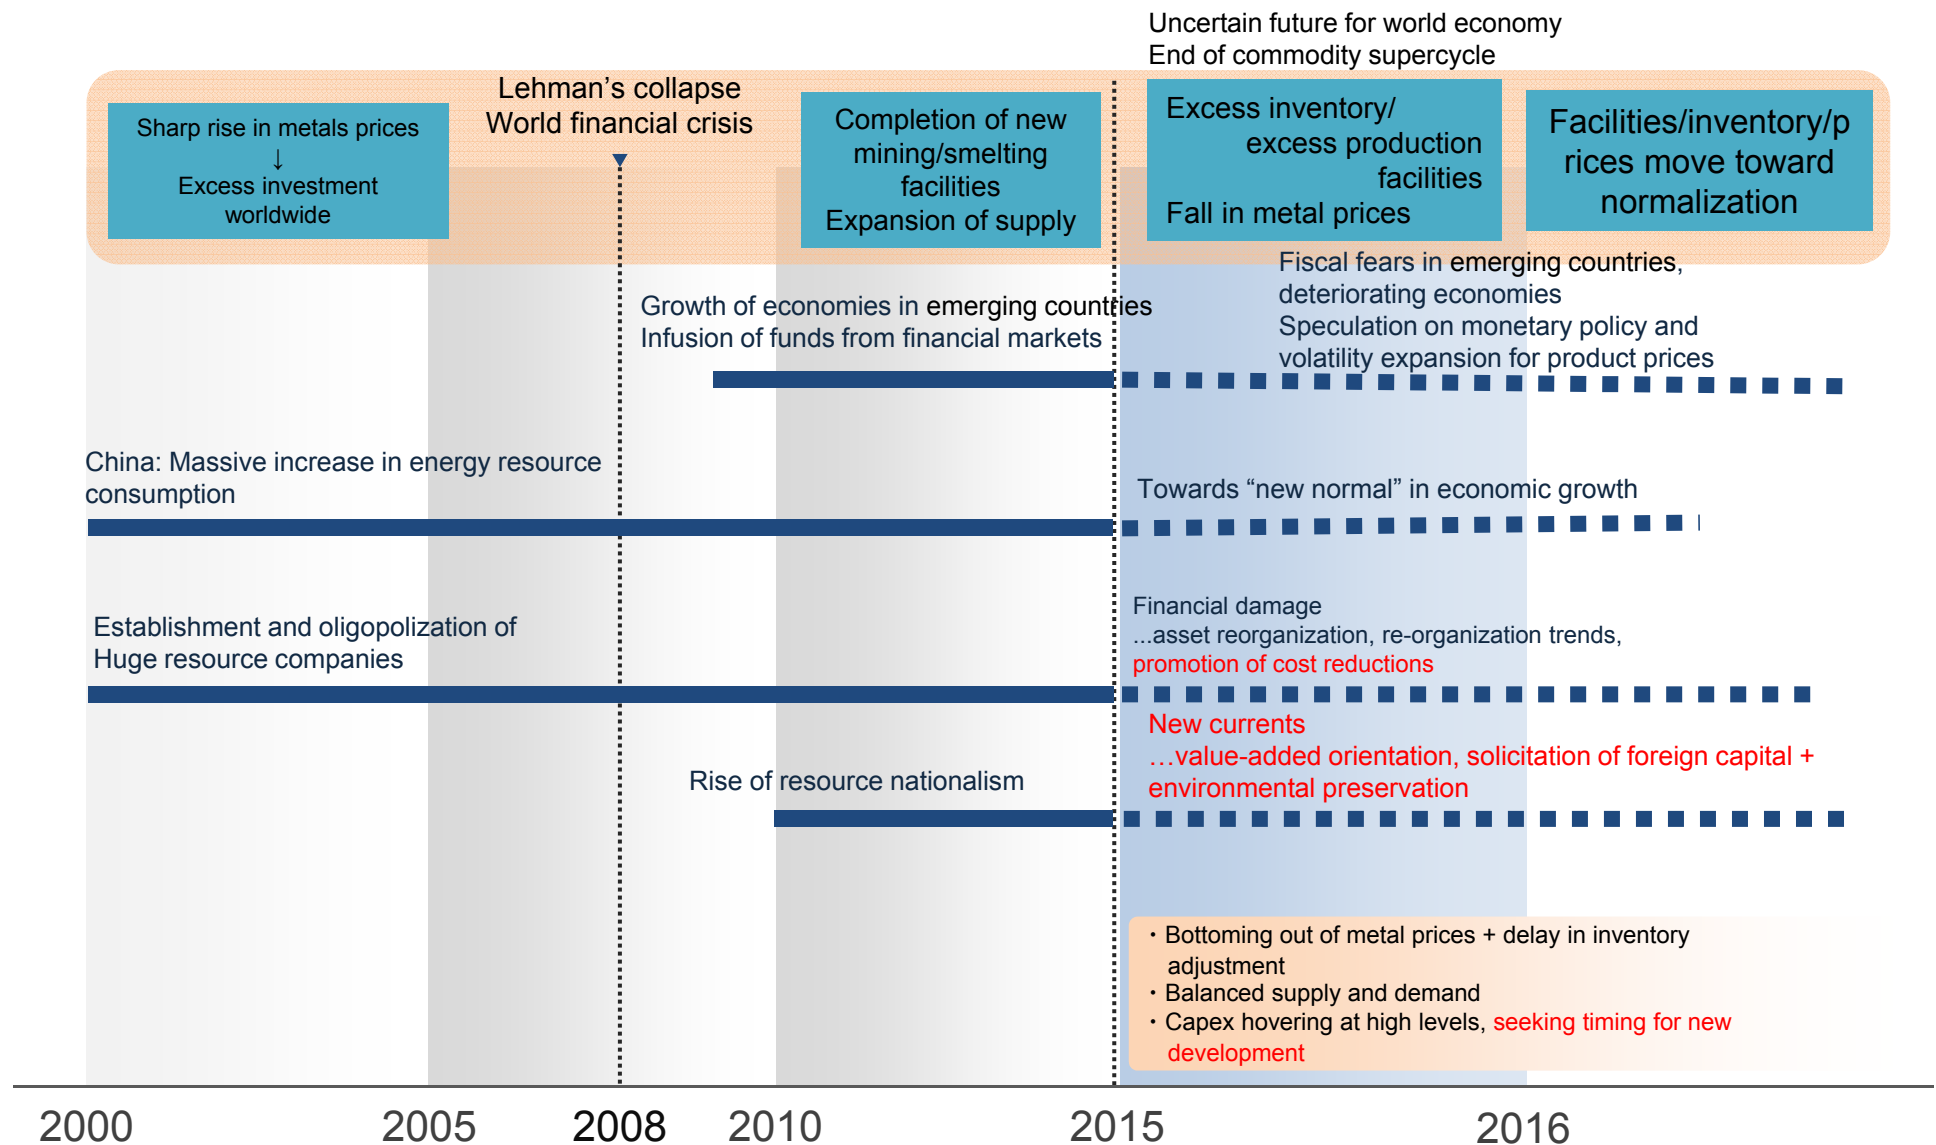 Uncertain future for world economy
End of commodity supercycle
Sharp rise in metals prices
↓
Excess investment
worldwide
Lehman’s collapse
World financial crisis
Completion of new
mining/smelting
facilities
Expansion of supply
Excess inventory/
excess production
facilities
Fall in metal prices
Facilities/inventory/p
rices move toward
normalization
Growth of economies in emerging countries
Infusion of funds from financial markets
Fiscal fears in emerging countries,
deteriorating economies
Speculation on monetary policy and
volatility expansion for product prices
China: Massive increase in energy resource
consumption
Towards “new normal” in economic growth
Establishment and oligopolization of
Huge resource companies
Financial damage
...asset reorganization, re-organization trends,
promotion of cost reductions
Rise of resource nationalism
New currents
…value-added orientation, solicitation of foreign capital +
environmental preservation
・Bottoming out of metal prices + delay in inventory
adjustment
・Balanced supply and demand
・Capex hovering at high levels, seeking timing for new
development
2000 2005 2008 2010 2015 2016